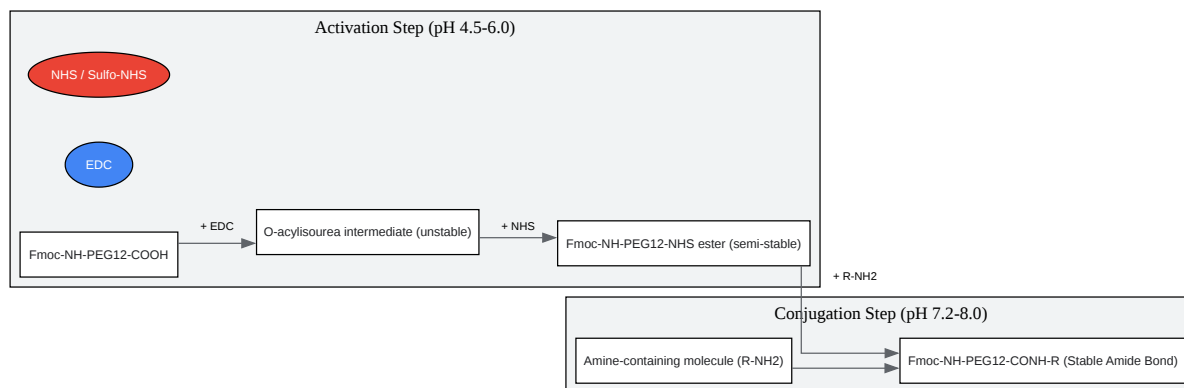 Activation Step (pH 4.5-6.0)
NHS / Sulfo-NHS
EDC
Fmoc-NH-PEG12-COOH
+ EDC
O-acylisourea intermediate (unstable)
+ NHS
Fmoc-NH-PEG12-NHS ester (semi-stable)
+ R-NH2
Conjugation Step (pH 7.2-8.0)
Amine-containing molecule (R-NH2)
Fmoc-NH-PEG12-CONH-R (Stable Amide Bond)